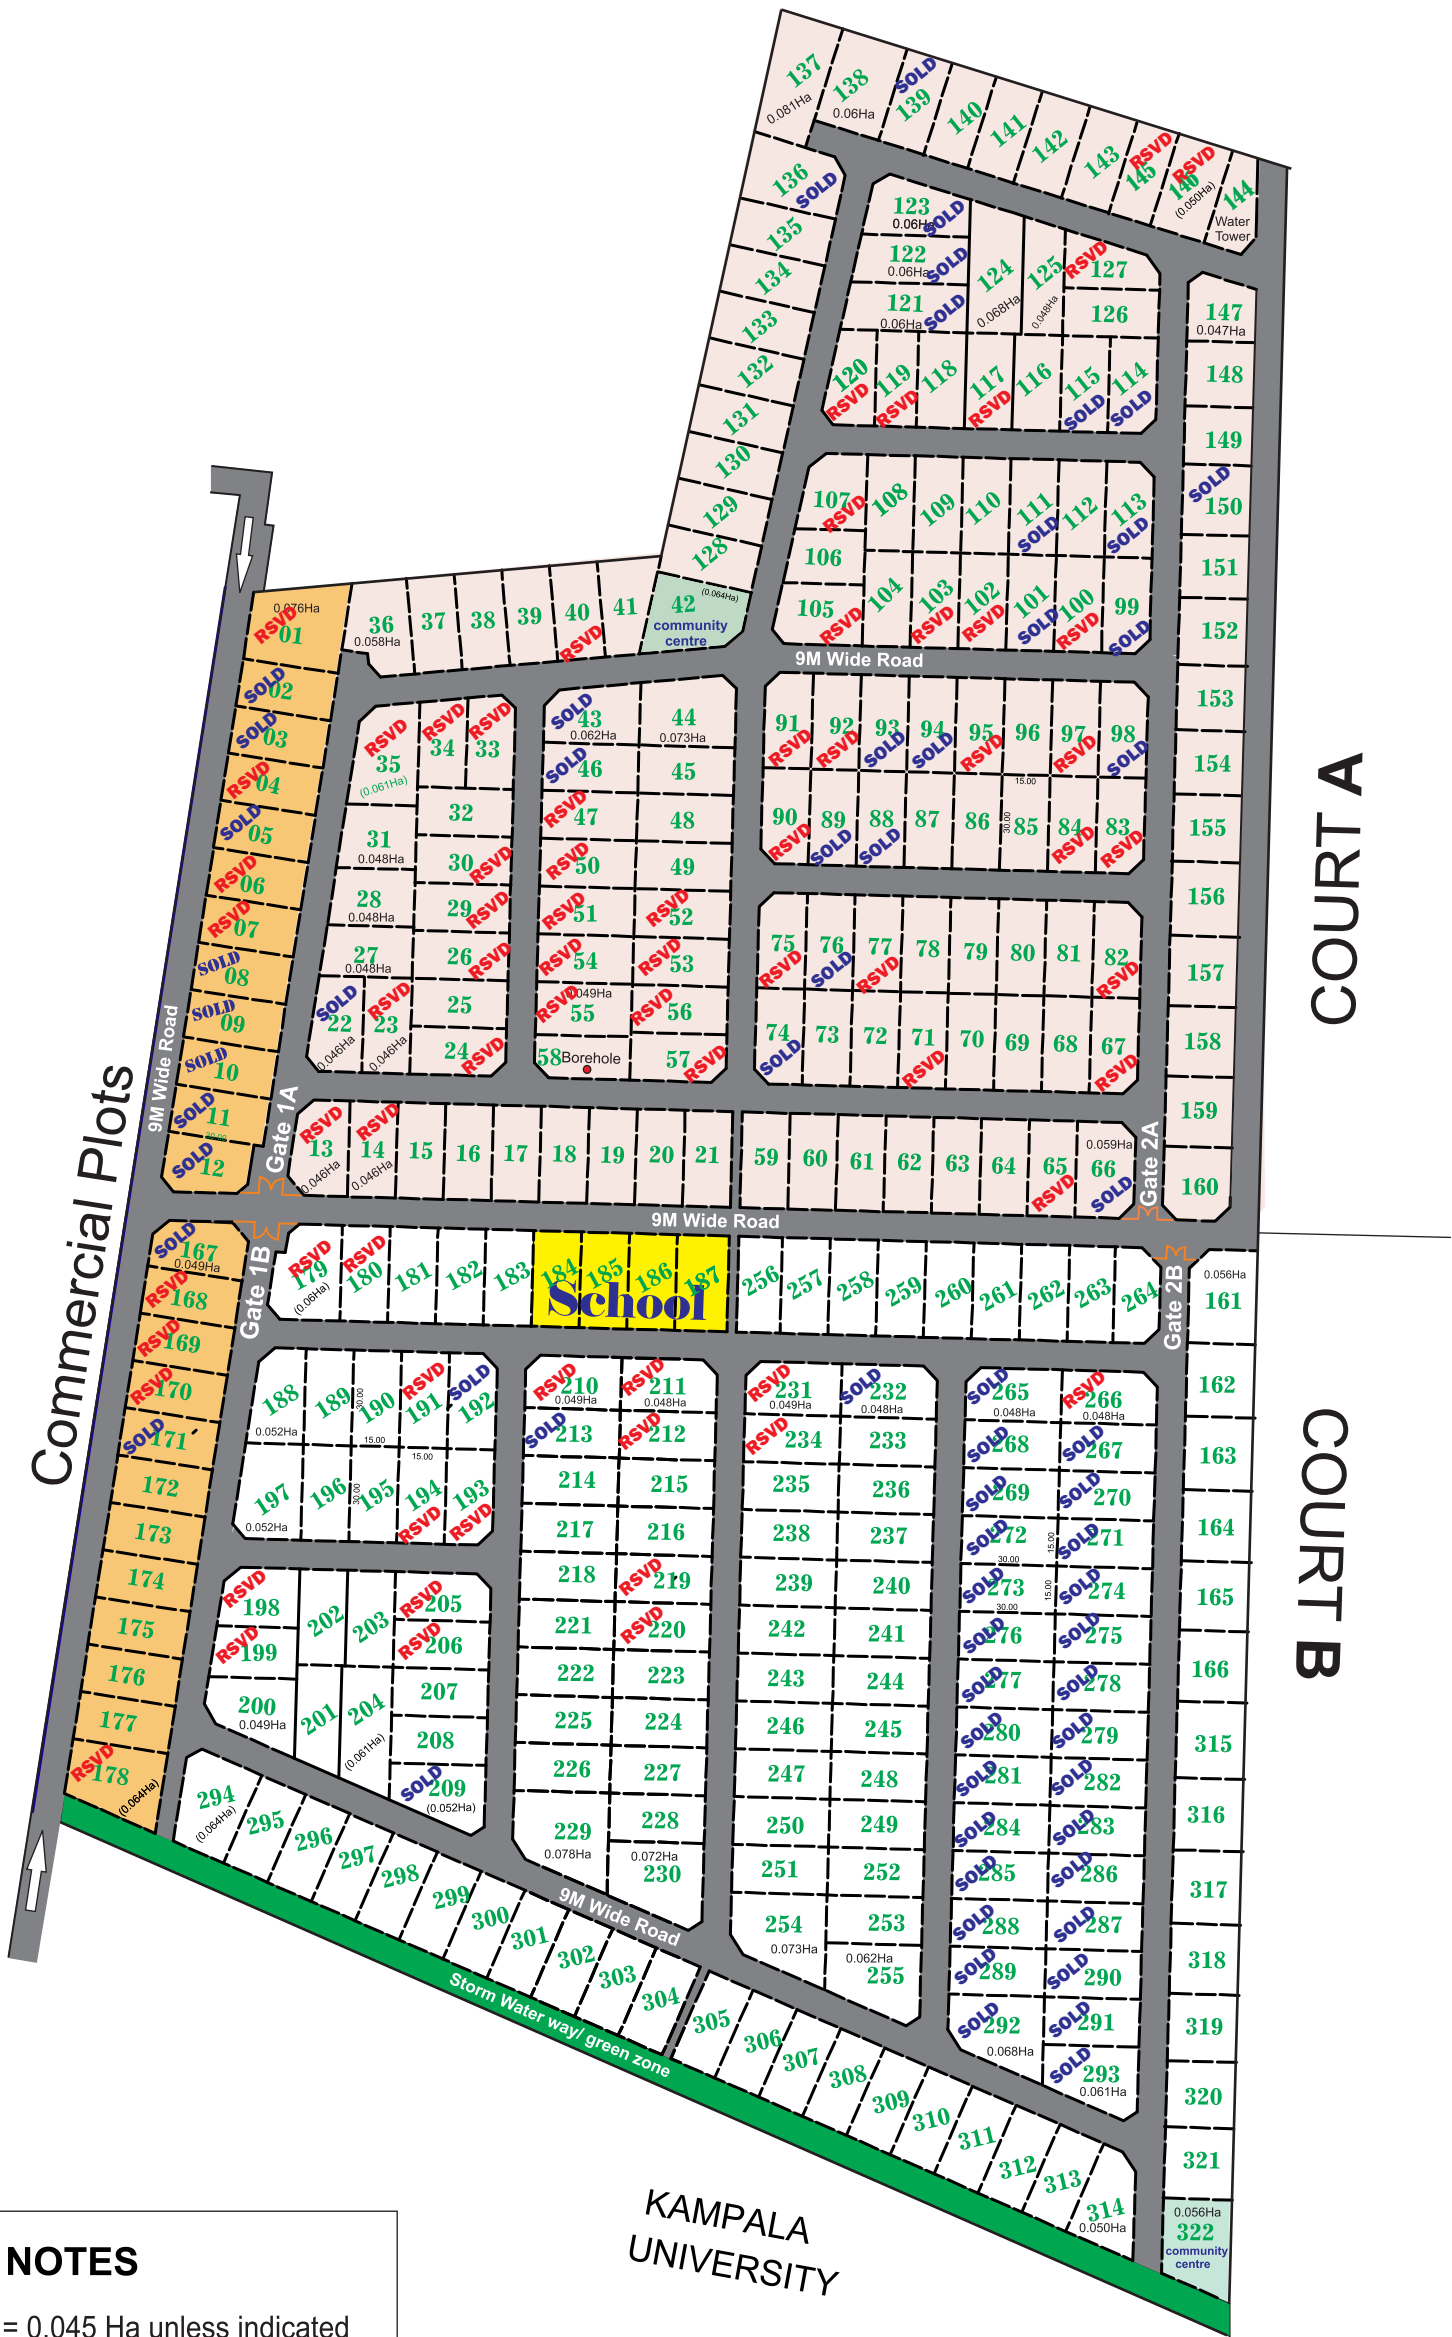 137
0.081Ha
138
0.06Ha
SOLD
139
140
141
142
143
RSVD
145
RSVD
146
(0.050Ha)
144
Water
Tower
136
SOLD
135
134
133
132
131
130
129
128
123
0.06Ha
SOLD
122
0.06Ha
SOLD
121
0.06Ha
SOLD
124
0.068Ha
125
0.048Ha
RSVD
127
126
120
RSVD
119
RSVD
118
117
RSVD
116
115
SOLD
114
SOLD
147
0.047Ha
148
149
SOLD
150
151
152
153
154
155
156
157
158
159
160
107
RSVD
108
109
110
111
SOLD
112
113
SOLD
106
105
RSVD
104
103
RSVD
102
RSVD
101
SOLD
100
RSVD
99
SOLD
9M Wide Road
0.076Ha
RSVD
01
SOLD
02
SOLD
03
RSVD
04
SOLD
05
RSVD
06
RSVD
07
SOLD
08
SOLD
09
SOLD
10
SOLD
11
30.00
SOLD
12
36
0.058Ha
37
38
39
40
RSVD
41
42
(0.064Ha)
community
centre
RSVD
35
(0.061Ha)
RSVD
34
RSVD
33
32
31
0.048Ha
30
RSVD
28
0.048Ha
29
RSVD
27
0.048Ha
26
RSVD
SOLD
22
0.046Ha
RSVD
23
0.046Ha
25
24
RSVD
SOLD
43
0.062Ha
44
0.073Ha
SOLD
46
45
RSVD
47
48
RSVD
50
49
RSVD
51
RSVD
52
RSVD
54
RSVD
53
RSVD
0.049Ha
55
RSVD
56
58
Borehole
57
RSVD
91
RSVD
92
RSVD
93
SOLD
94
SOLD
95
RSVD
96
15.00
97
RSVD
98
SOLD
90
RSVD
89
SOLD
88
SOLD
87
86
30.00
85
84
RSVD
83
RSVD
75
RSVD
76
SOLD
77
RSVD
78
79
80
81
82
RSVD
74
SOLD
73
72
71
RSVD
70
69
68
67
RSVD
COURT A
9M Wide Road
Commercial Plots
Gate 1A
RSVD
13
0.046Ha
RSVD
14
0.046Ha
15
16
17
18
19
20
21
59
60
61
62
63
64
65
RSVD
0.059Ha
66
SOLD
Gate 2A
9M Wide Road
SOLD
167
0.049Ha
RSVD
168
RSVD
169
RSVD
170
SOLD
171
172
173
174
175
176
177
RSVD
178
(0.064Ha)
Gate 1B
RSVD
179
(0.06Ha)
RSVD
180
181
182
183
184
185
186
187
School
256
257
258
259
260
261
262
263
264
Gate 2B
0.056Ha
161
162
163
164
165
166
315
316
317
318
319
320
321
0.056Ha
322
community
centre
188
0.052Ha
189
30.00
190
15.00
RSVD
191
15.00
SOLD
192
197
0.052Ha
196
30.00
195
194
RSVD
193
RSVD
RSVD
198
RSVD
199
200
0.049Ha
202
203
201
204
(0.061Ha)
RSVD
205
RSVD
206
207
208
SOLD
209
(0.052Ha)
RSVD
210
0.049Ha
RSVD
211
0.048Ha
SOLD
213
RSVD
212
214
215
217
216
218
RSVD
219
221
RSVD
220
222
223
225
224
226
227
229
0.078Ha
228
0.072Ha
230
RSVD
231
0.049Ha
SOLD
232
0.048Ha
RSVD
234
233
235
236
238
237
239
240
242
241
243
244
246
245
247
248
250
249
251
252
254
0.073Ha
253
0.062Ha
255
SOLD
265
0.048Ha
RSVD
266
0.048Ha
SOLD
268
SOLD
267
SOLD
269
SOLD
270
SOLD
272
30.00
15.00
SOLD
271
SOLD
273
30.00
15.00
SOLD
274
SOLD
276
SOLD
275
SOLD
277
SOLD
278
SOLD
280
SOLD
279
SOLD
281
SOLD
282
SOLD
284
SOLD
283
SOLD
285
SOLD
286
SOLD
288
SOLD
287
SOLD
289
SOLD
290
SOLD
292
0.068Ha
SOLD
291
SOLD
293
0.061Ha
COURT B
294
(0.064Ha)
295
296
297
298
299
300
301
302
303
304
305
306
307
308
309
310
311
312
313
314
0.050Ha
9M Wide Road
Storm Water way/ green zone
KAMPALA
UNIVERSITY
NOTES
= 0.045 Ha unless indicated